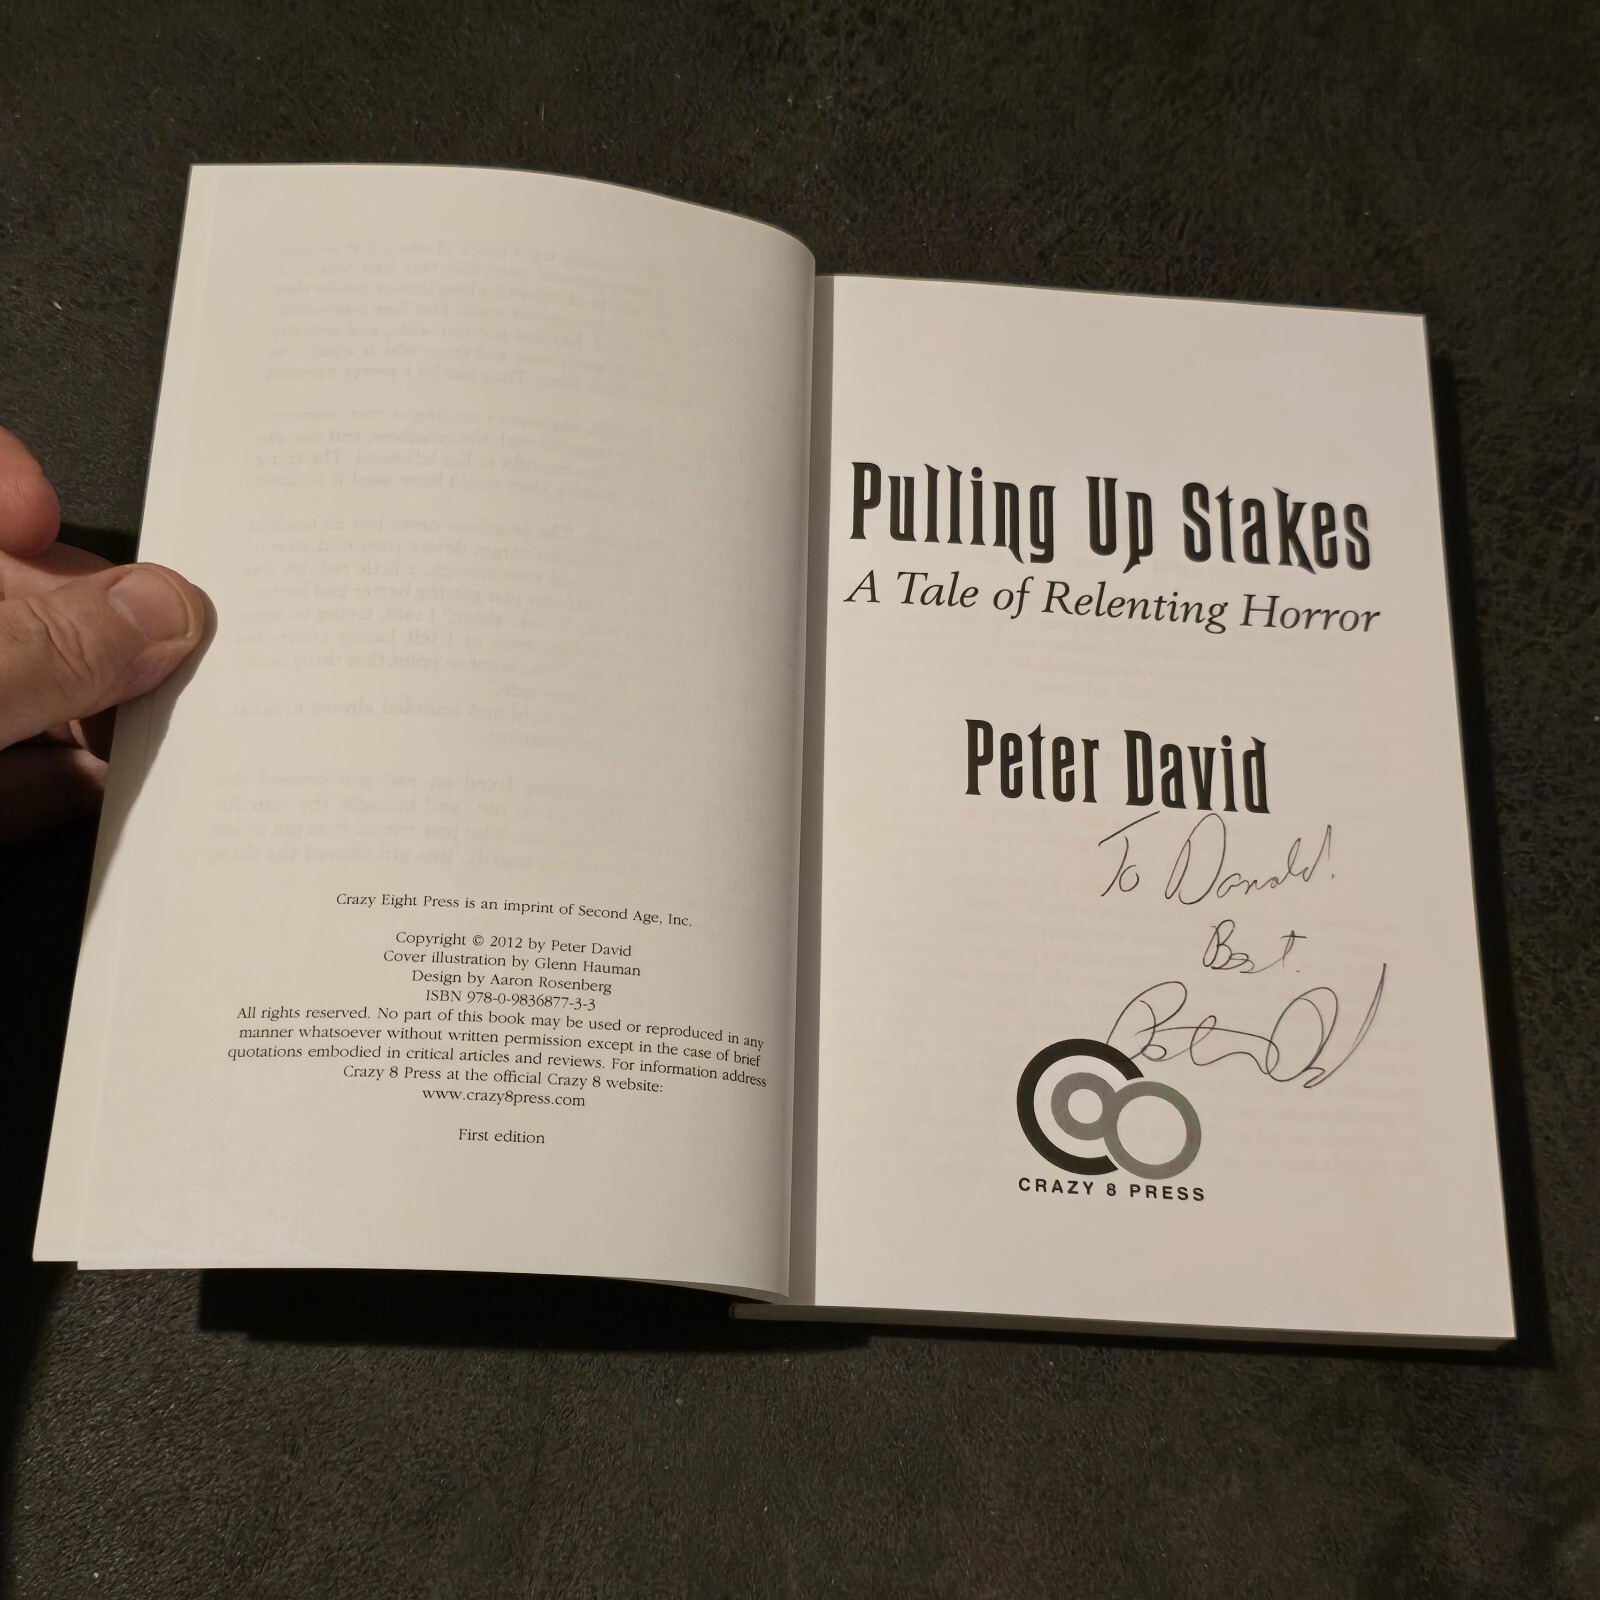 Crazy Eight Press is an imprint of Second Age, Inc.
Copyright © 2012 by Peter David
Cover illustration by Glenn Hauman
Design by Aaron Rosenberg
ISBN 978-0-9836877-3-3
All rights reserved. No part of this book may be used or reproduced in any
manner whatsoever without written permission except in the case of brief
quotations embodied in critical articles and reviews. For information address
Crazy 8 Press at the official Crazy 8 website:
www.crazy8press.com
First edition
Pulling Up Stakes
A Tale of Relenting Horror
Peter David
To Donald!
Best.
Peter David
CRAZY 8 PRESS